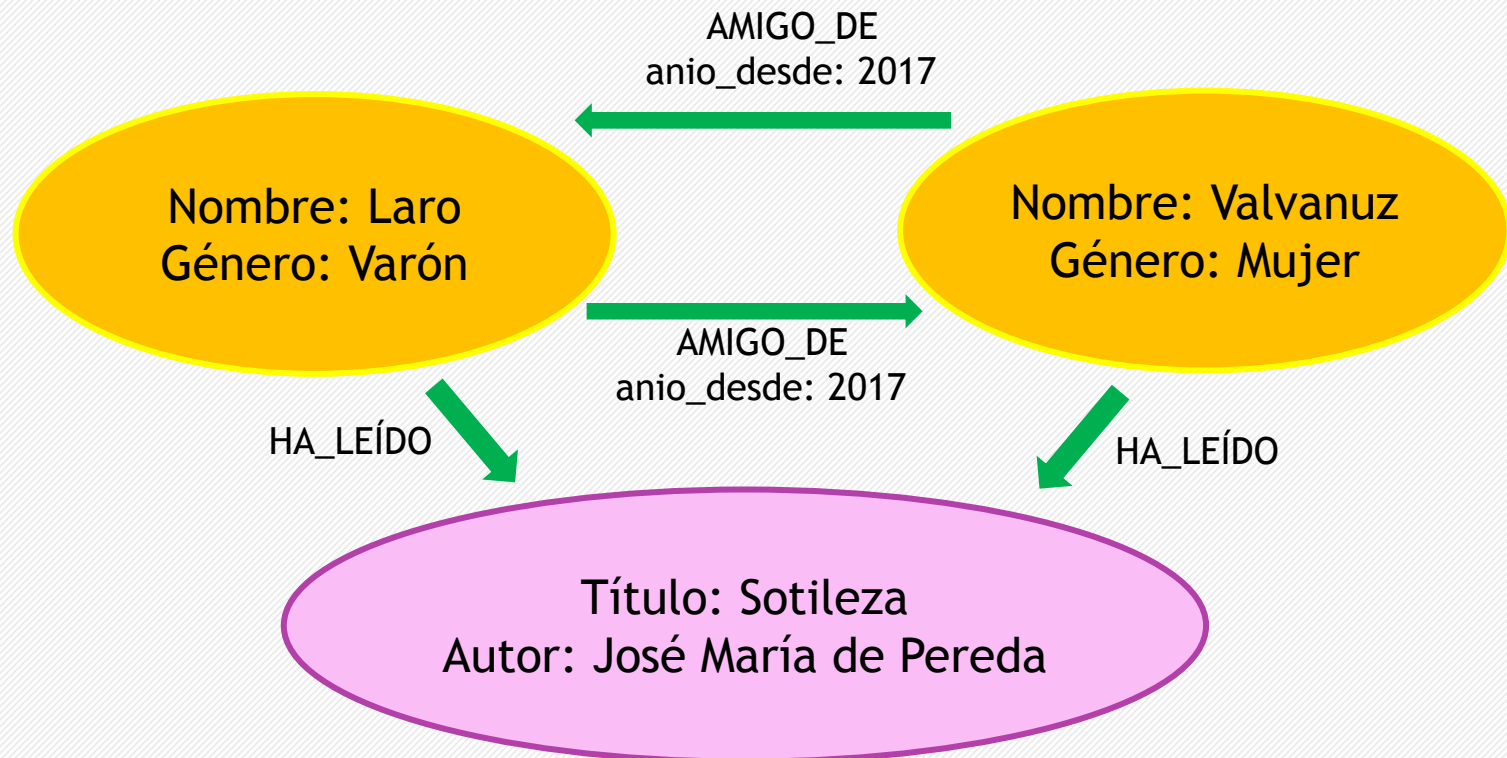 AMIGO_DE
anio_desde: 2017
Nombre: Laro
Género: Varón
Nombre: Valvanuz
Género: Mujer
AMIGO_DE
anio_desde: 2017
HA_LEÍDO
HA_LEÍDO
Título: Sotileza
Autor: José María de Pereda